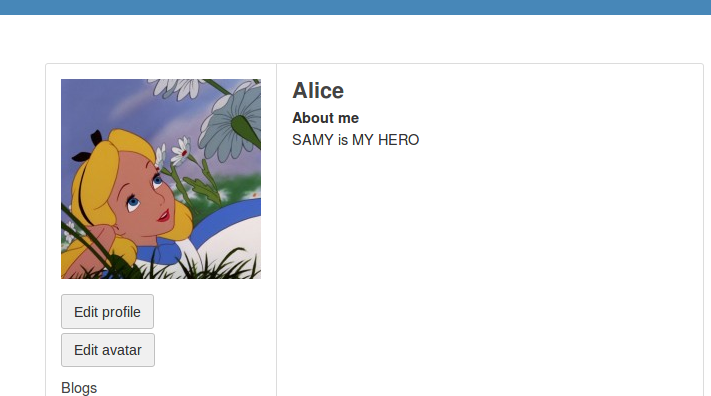 Alice
About me
SAMY is MY HERO
Edit profile
Edit avatar
Blogs